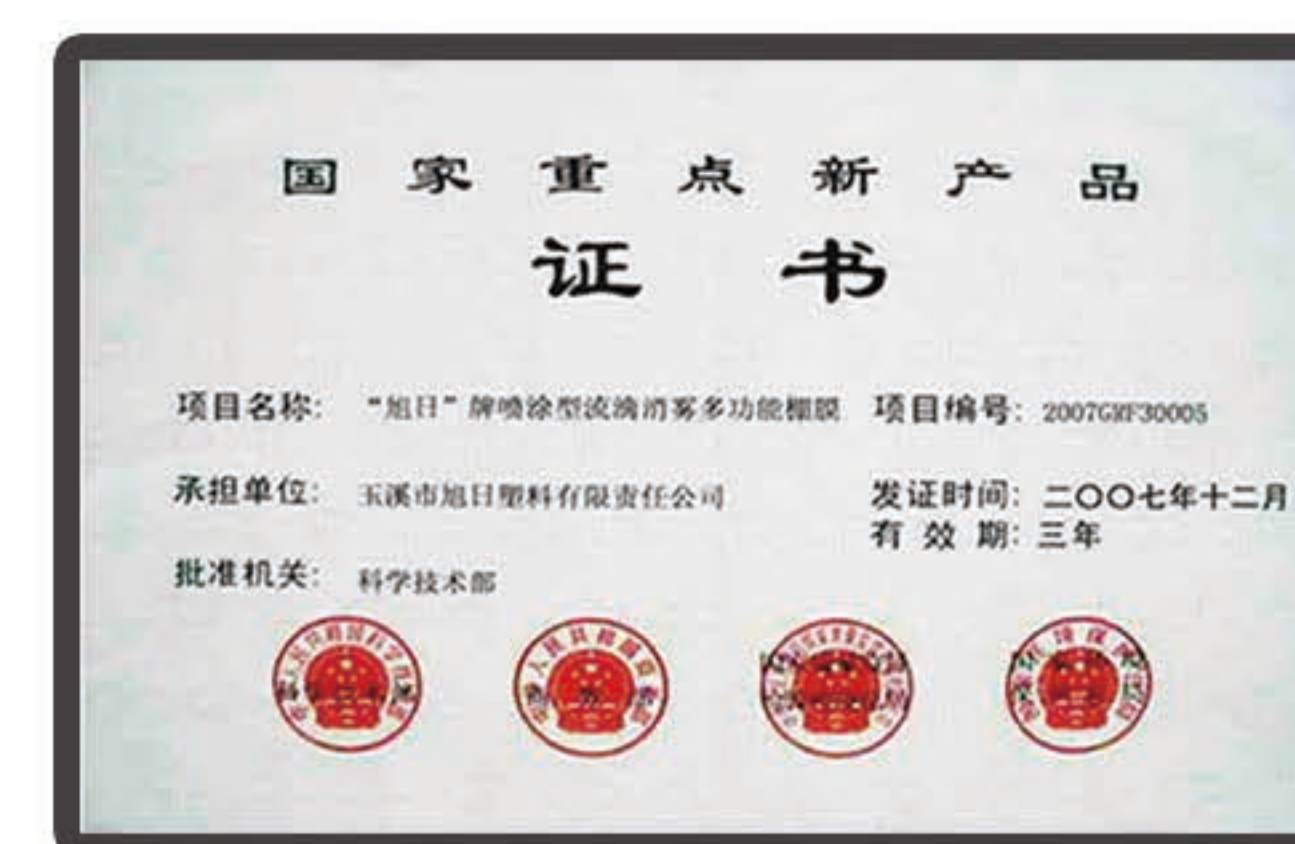 国家重点新产品
证书
项目名称: “旭日”牌喷涂型流滴消雾多功能棚膜 项目编号: 2007GRF30005
承担单位: 玉溪市旭日塑料有限责任公司 发证时间: 二〇〇七年十二月
有效期: 三年
批准机关: 科学技术部